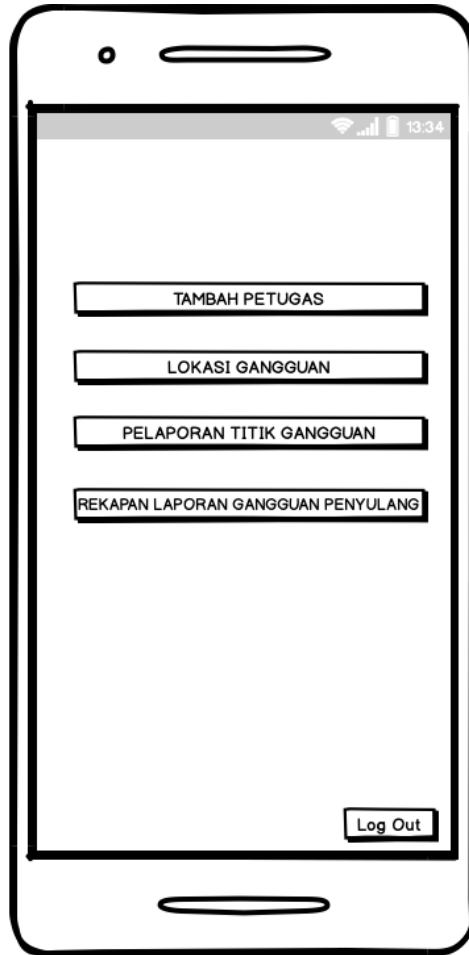 13:34
TAMBAH PETUGAS
LOKASI GANGGUAN
PELAPORAN TITIK GANGGUAN
REKAPAN LAPORAN GANGGUAN PENYULANG
Log Out